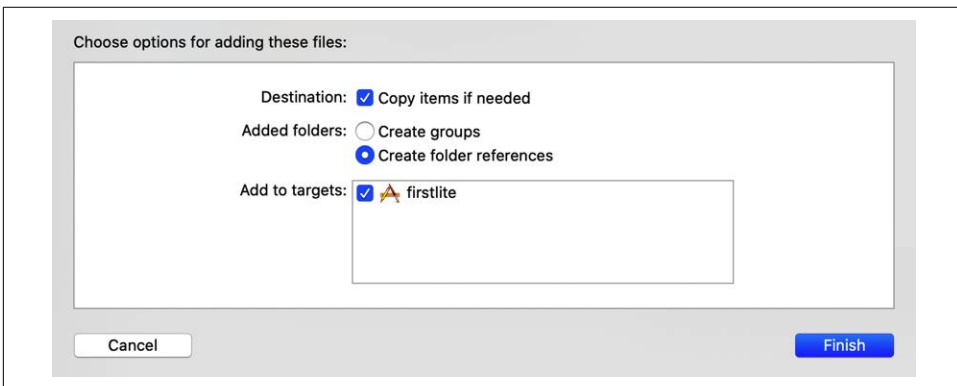 Choose options for adding these files:
Destination: Copy items if needed
Added folders: Create groups
Create folder references
Add to targets: firstlite
Cancel Finish